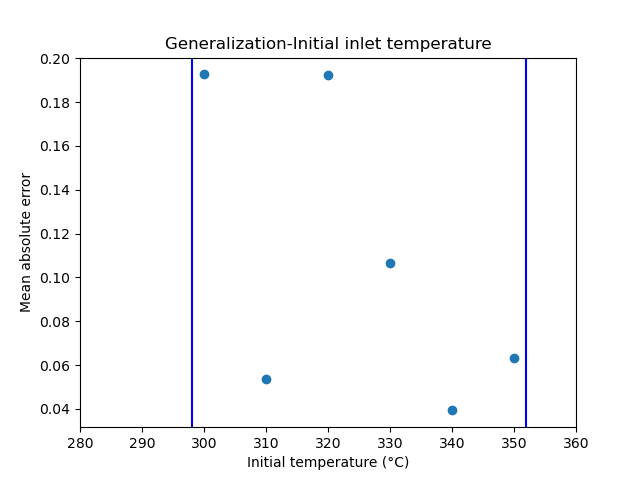 Generalization-Initial inlet temperature
0.20
0.18
0.16
0.14
0.12
0.10
0.08
0.06
0.04
Mean absolute error
280 290 300 310 320 330 340 350 360
Initial temperature (°C)